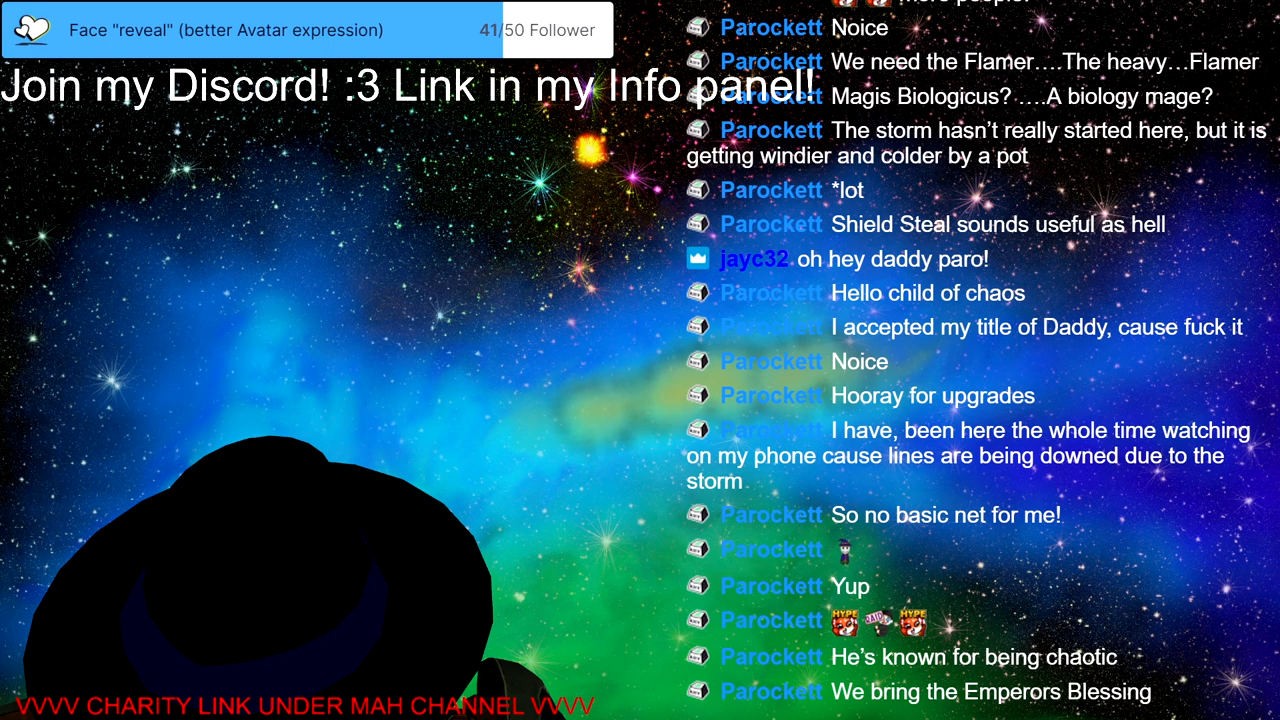 Face "reveal" (better Avatar expression) 41/50 Follower
Join my Discord! :3 Link in my Info panel!
more people!
Parockett Noice
Parockett We need the Flamer....The heavy...Flamer
Parockett Magis Biologicus? ....A biology mage?
Parockett The storm hasn't really started here, but it is
getting windier and colder by a pot
Parockett *lot
Parockett Shield Steal sounds useful as hell
jayc32 oh hey daddy paro!
Parockett Hello child of chaos
Parockett I accepted my title of Daddy, cause fuck it
Parockett Noice
Parockett Hooray for upgrades
Parockett I have, been here the whole time watching
on my phone cause lines are being downed due to the
storm
Parockett So no basic net for me!
Parockett
Parockett Yup
Parockett HYPE RAID HYPE
Parockett He's known for being chaotic
Parockett We bring the Emperors Blessing
VVVV CHARITY LINK UNDER MAH CHANNEL VVVV